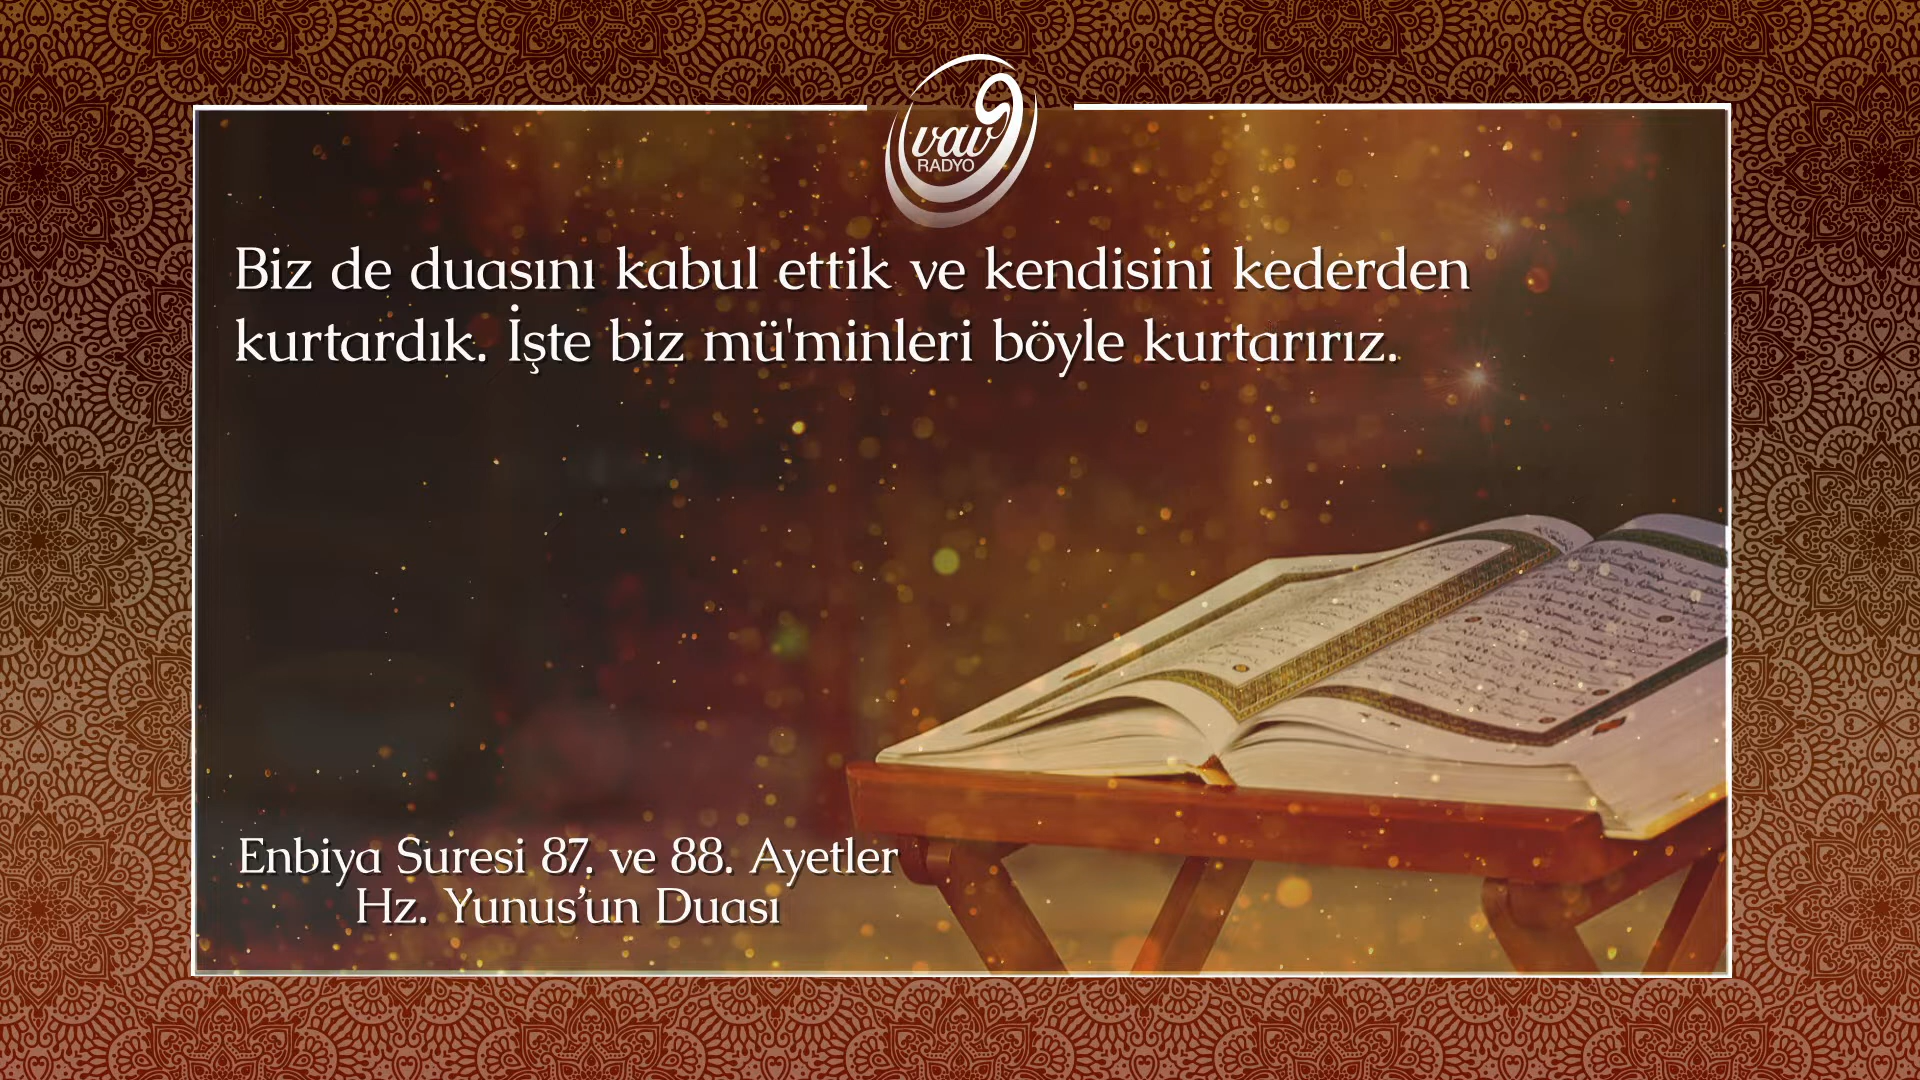 vav
RADYO
Biz de duasını kabul ettik ve kendisini kederden
kurtardık. İşte biz mü'minleri böyle kurtarırız.
Enbiya Suresi 87. ve 88. Ayetler
Hz. Yunus’un Duası